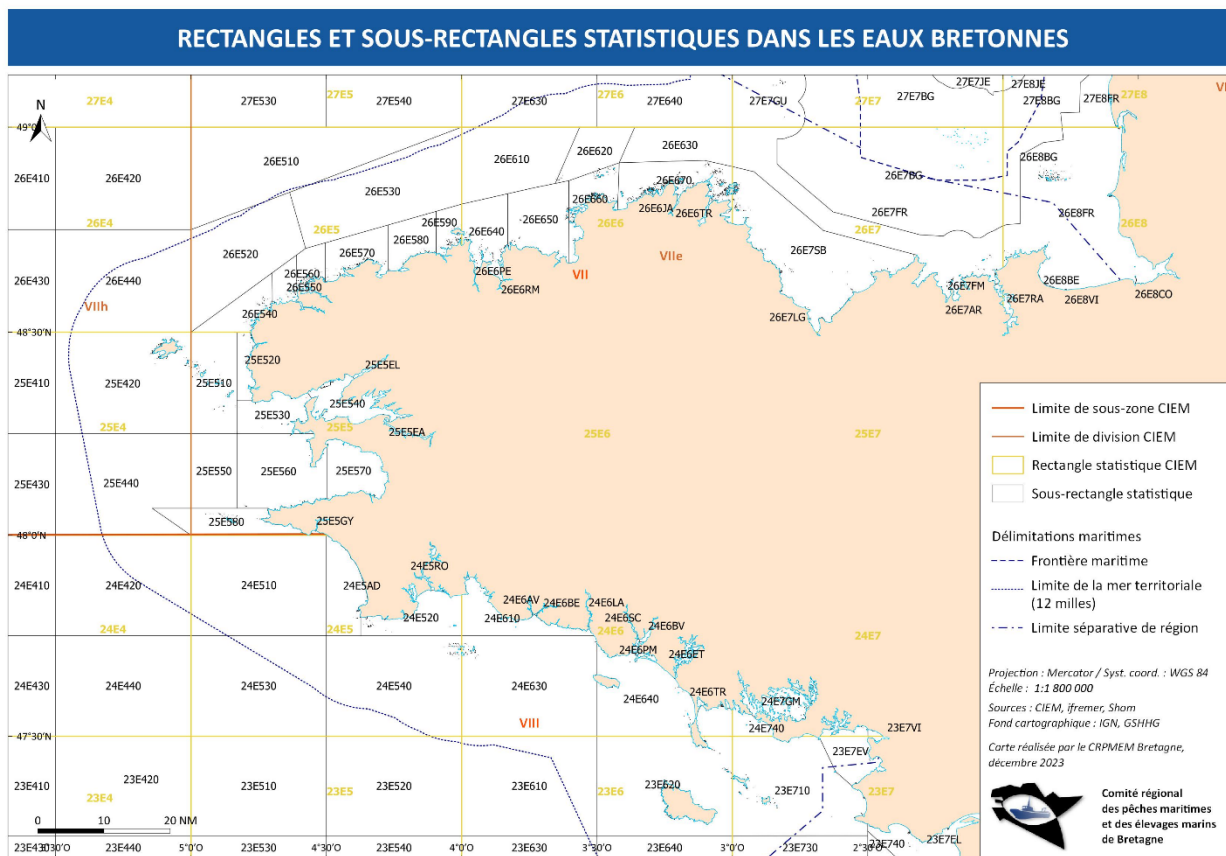 RECTANGLES ET SOUS-RECTANGLES STATISTIQUES DANS LES EAUX BRETONNES
27E4 27E530 27E5 27E540 27E630 27E6 27E640 27E7GU 27E7 27E7BG 27E7JE 27E8JE 27E8BG 27E8FR 27E8
N
49°0'
26E410 26E420 26E510 26E530 26E610 26E620 26E630 26E670 26E7BG 26E8BG
26E4 26E520 26E5 26E570 26E580 26E590 26E640 26E650 26E660 26E6 26E6JA 26E6TR 26E7FR 26E7 26E8FR 26E8
26E430 26E440 26E560 26E550 26E6PE 26E6RM VII VIIe 26E7SB 26E7FM 26E7RA 26E8BE 26E8VI 26E8CO
VIIh 26E540 26E7LG 26E7AR
48°30'N
25E410 25E420 25E510 25E520 25E5EL
25E530 25E540
25E4 25E5 25E5EA 25E6 25E7
25E430 25E440 25E550 25E560 25E570
25E580 25E5GY
48°0'N
24E410 24E420 24E510 24E5AD 24E5RO
24E520 24E610 24E6AV 24E6BE 24E6LA 24E6SC 24E6BV
24E4 24E5 24E6 24E7
24E6PM 24E6ET
24E430 24E440 24E530 24E540 24E630 24E640 24E6TR 24E7GM
VIII 24E740 23E7VI
47°30'N
23E7EV
23E410 23E420 23E510 23E520 23E610 23E620 23E710
23E4 23E5 23E6 23E7
0 10 20 NM
23E430 23E440 5°0' 23E530 4°30' 23E540 4°0' 23E630 3°30' 23E640 3°0' 23E730 2°30' 23E740 23E7EL
Limite de sous-zone CIEM
Limite de division CIEM
Rectangle statistique CIEM
Sous-rectangle statistique
Délimitations maritimes
Frontière maritime
Limite de la mer territoriale
(12 milles)
Limite séparative de région
Projection : Mercator / Syst. coord. : WGS 84
Échelle : 1:1 800 000
Sources : CIEM, ifremer, Shom
Fond cartographique : IGN, GSHHG
Carte réalisée par le CRPMEM Bretagne,
décembre 2023
Comité régional
des pêches maritimes
et des élevages marins
de Bretagne